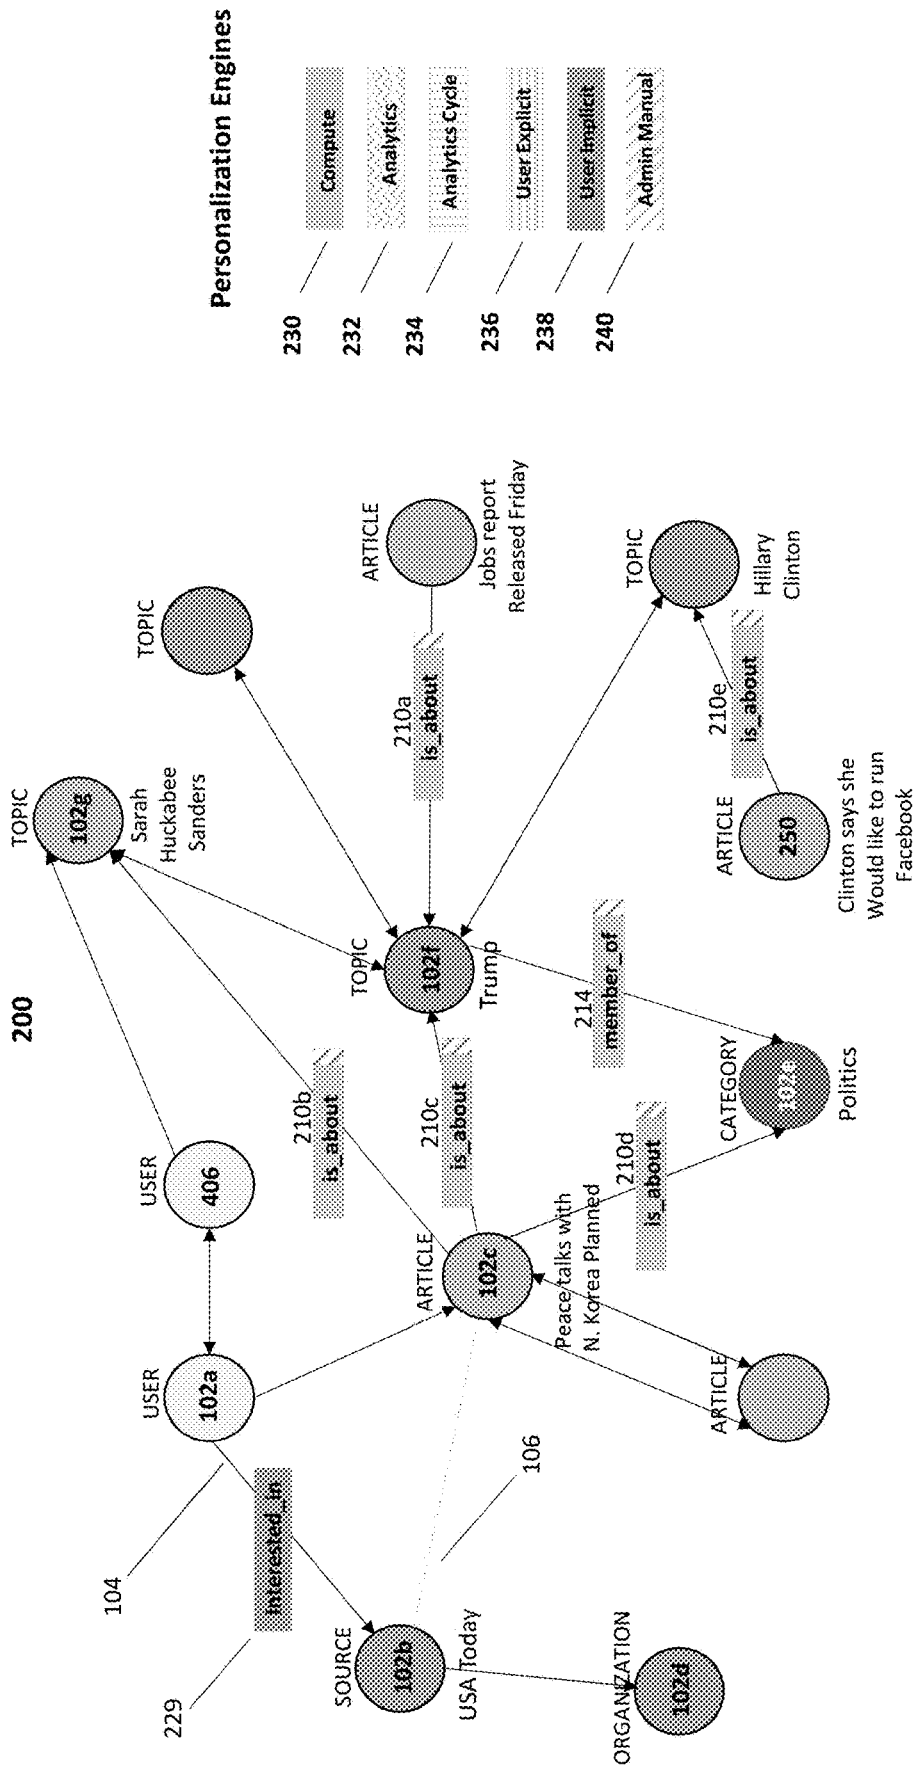 200
Personalization Engines
230
Compute
232
Analytics
234
Analytics Cycle
236
User Explicit
238
User Implicit
240
Admin Manual
TOPIC
102g
Sarah
Huckabee
Sanders
TOPIC
USER
102a
USER
406
104
229
Interested_in
SOURCE
102b
USA Today
ORGANIZATION
102d
106
ARTICLE
102c
Peace talks with
N. Korea Planned
ARTICLE
210b
is_about
210c
is_about
210d
is_about
TOPIC
102f
Trump
214
member_of
CATEGORY
102e
Politics
210a
is_about
ARTICLE
Jobs report
Released Friday
TOPIC
Hillary
Clinton
210e
is_about
ARTICLE
250
Clinton says she
Would like to run
Facebook